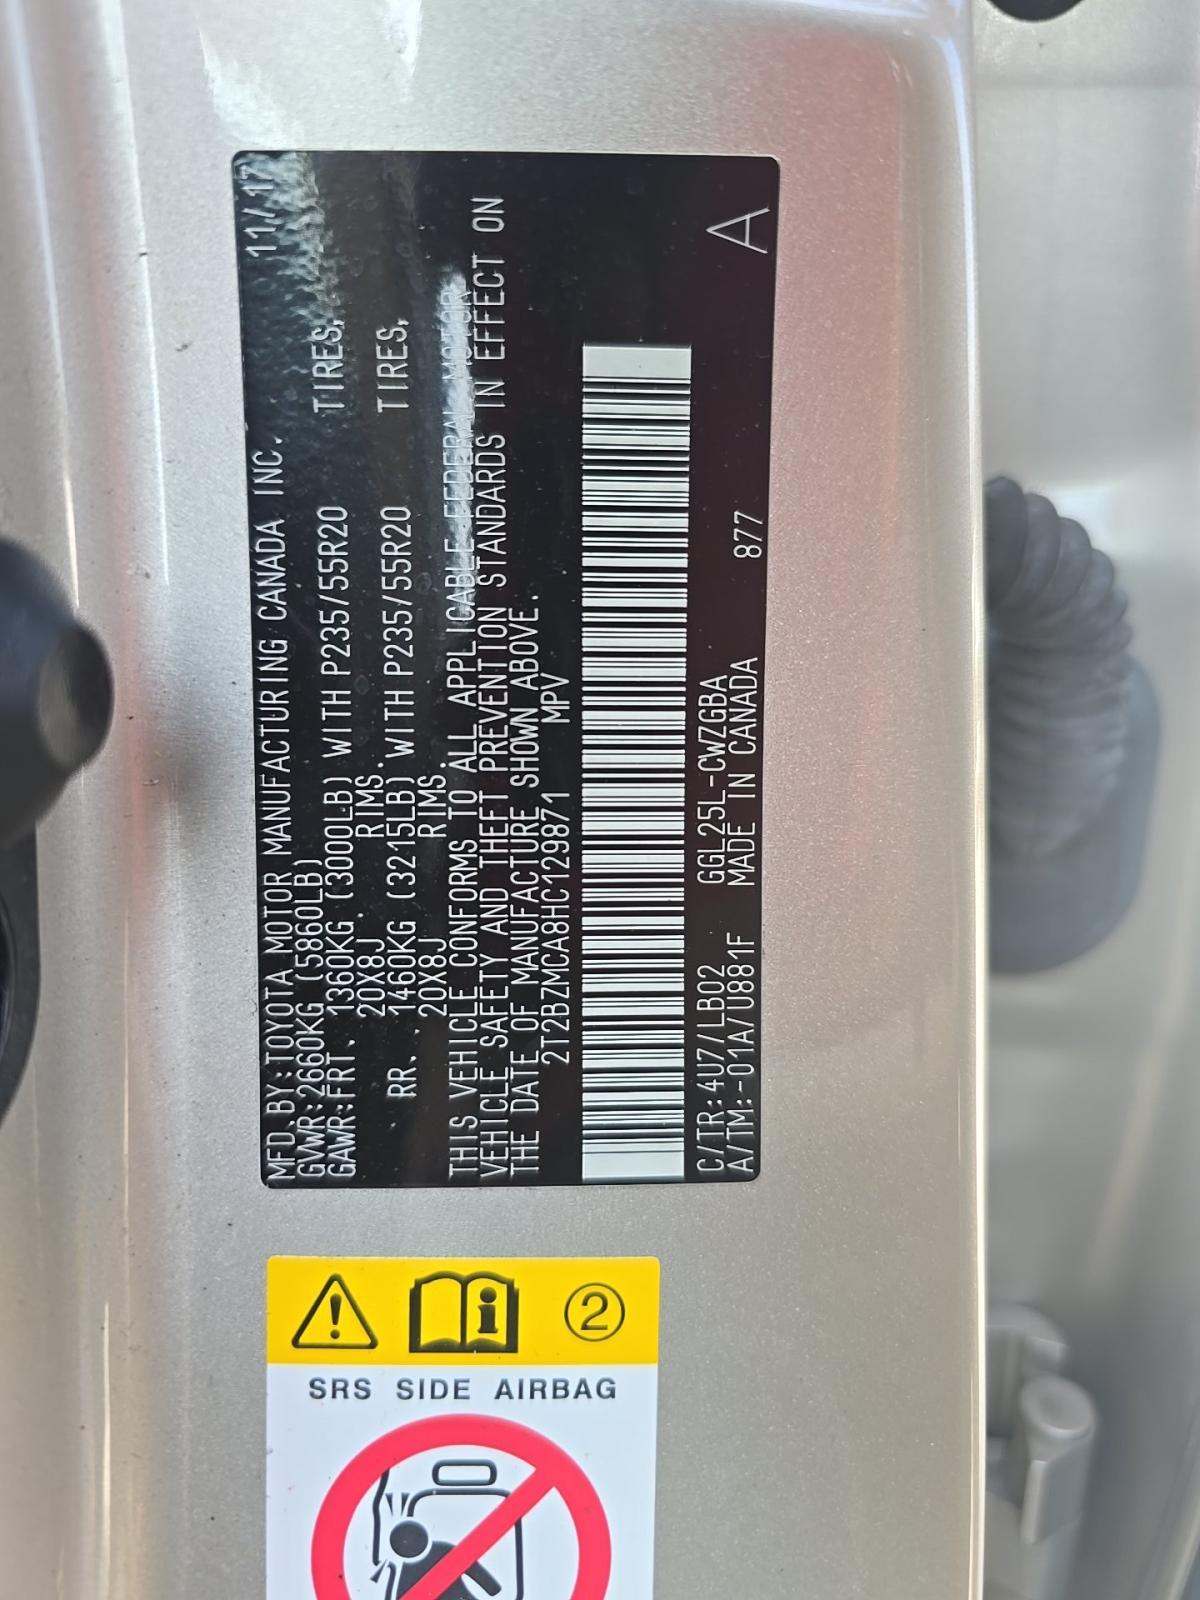 MFD.BY:TOYOTA MOTOR MANUFACTURING CANADA INC. 11/17
GVWR:2660KG (5860LB)
GAWR:FRT. 1360KG (3000LB) WITH P235/55R20 TIRES,
20X8J RIMS.
RR. 1460KG (3215LB) WITH P235/55R20 TIRES,
20X8J RIMS.
THIS VEHICLE CONFORMS TO ALL APPLICABLE FEDERAL MOTOR
VEHICLE SAFETY AND THEFT PREVENTION STANDARDS IN EFFECT ON
THE DATE OF MANUFACTURE SHOWN ABOVE.
2T2BZMCA8HC129871 MPV
C/TR:4U7/LB02 GGL25L-CWZGBA
A/TM:-01A/U881F MADE IN CANADA 877 A
2
SRS SIDE AIRBAG